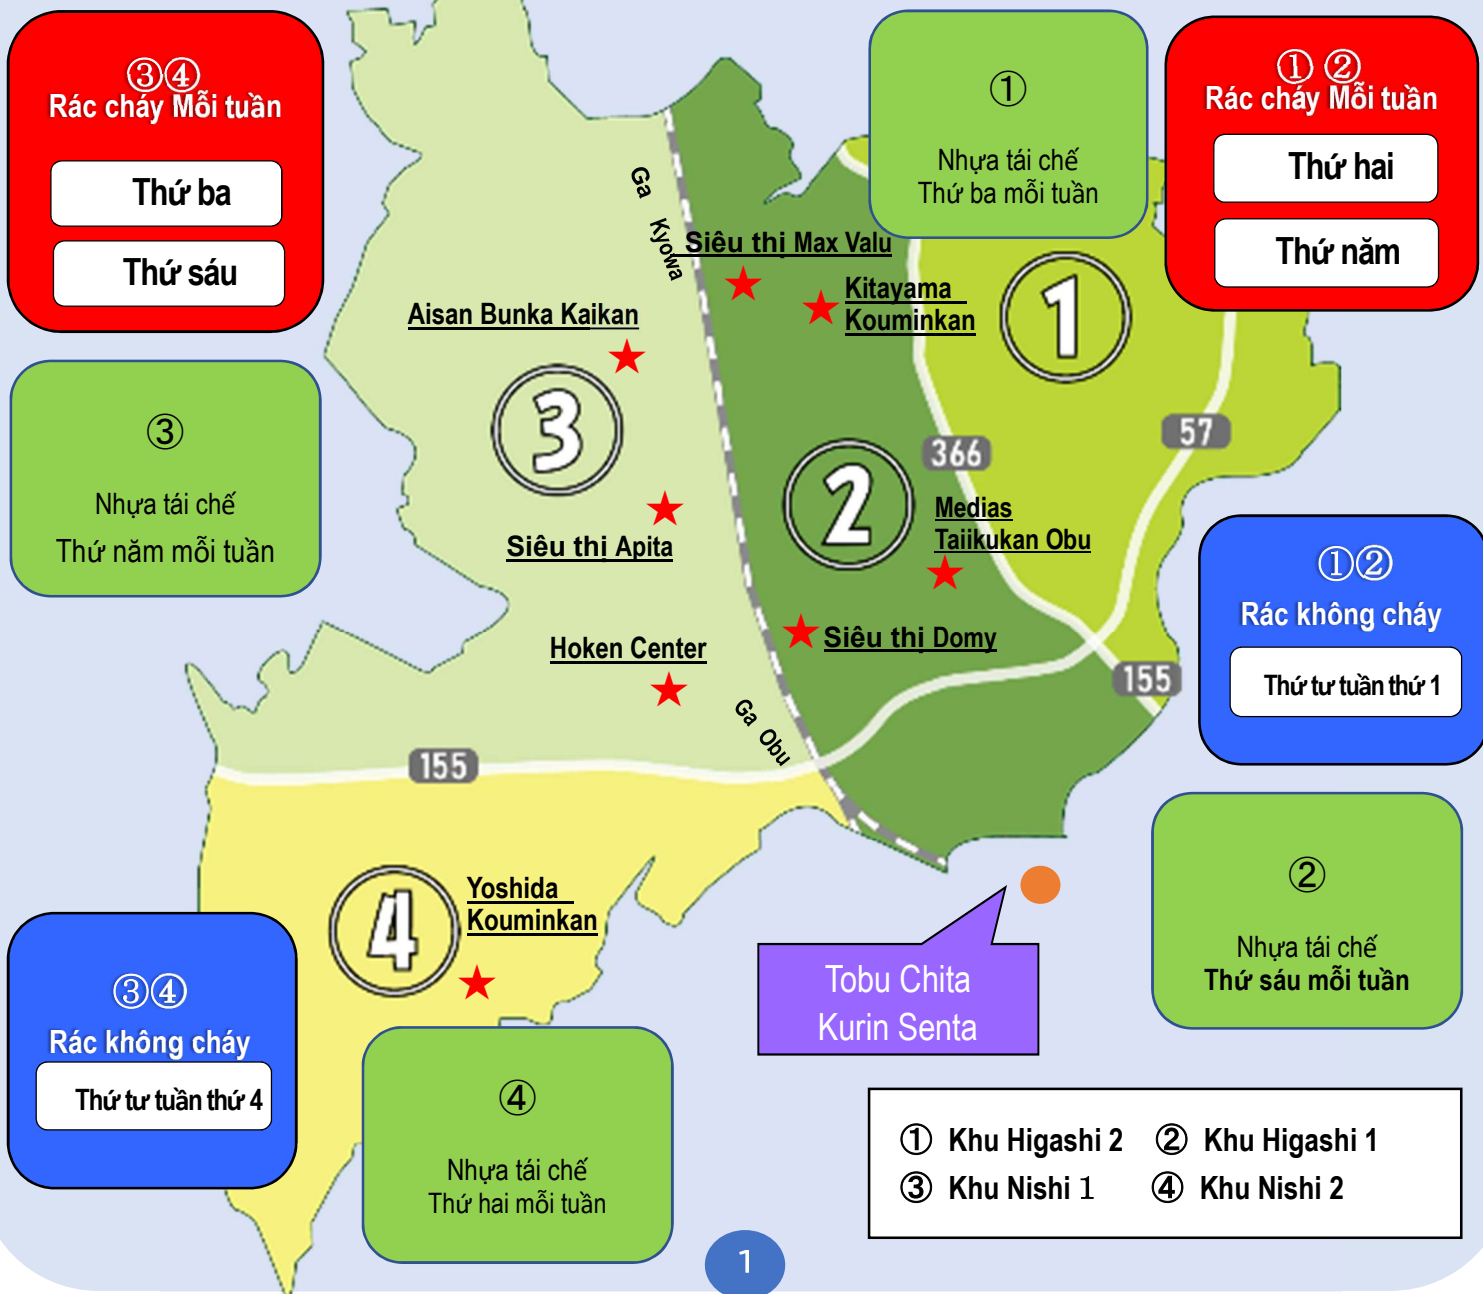 ③④
Rác cháy Mỗi tuần
Thứ ba
Thứ sáu
①
Nhựa tái chế
Thứ ba mỗi tuần
① ②
Rác cháy Mỗi tuần
Thứ hai
Thứ năm
Ga Kyowa
Siêu thị Max Valu
Kitayama
Kouminkan
Aisan Bunka Kaikan
1
③
Nhựa tái chế
Thứ năm mỗi tuần
3
2
366
57
Medias
Taiikukan Obu
Siêu thị Apita
①②
Rác không cháy
Thứ tư tuần thứ 1
Siêu thị Domy
Hoken Center
155
Ga Obu
155
②
Nhựa tái chế
Thứ sáu mỗi tuần
4
Yoshida
Kouminkan
③④
Rác không cháy
Thứ tư tuần thứ 4
Tobu Chita
Kurin Senta
④
Nhựa tái chế
Thứ hai mỗi tuần
① Khu Higashi 2 ② Khu Higashi 1
③ Khu Nishi 1 ④ Khu Nishi 2
1